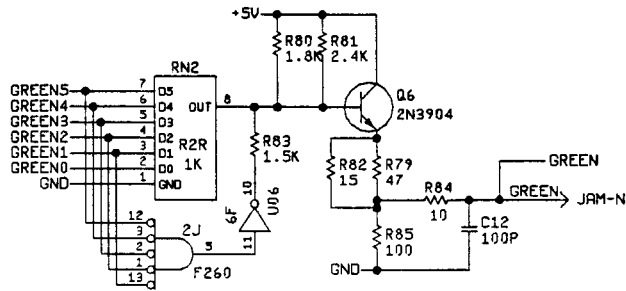 +5V
R80
1.8K
R81
2.4K
RN2
GREEN5 7 D5
GREEN4 6 D4
GREEN3 5 D3
GREEN2 4 D2
GREEN1 3 D1
GREEN0 2 D0
GND 1 GND
OUT 8
R2R
1K
Q6
2N3904
R83
1.5K
R82
15
R79
47
10
6F
U06
11
12
3
2
1
13
2J
5
F260
R84
10
GREEN
GREEN
JAM-N
C12
100P
R85
100
GND